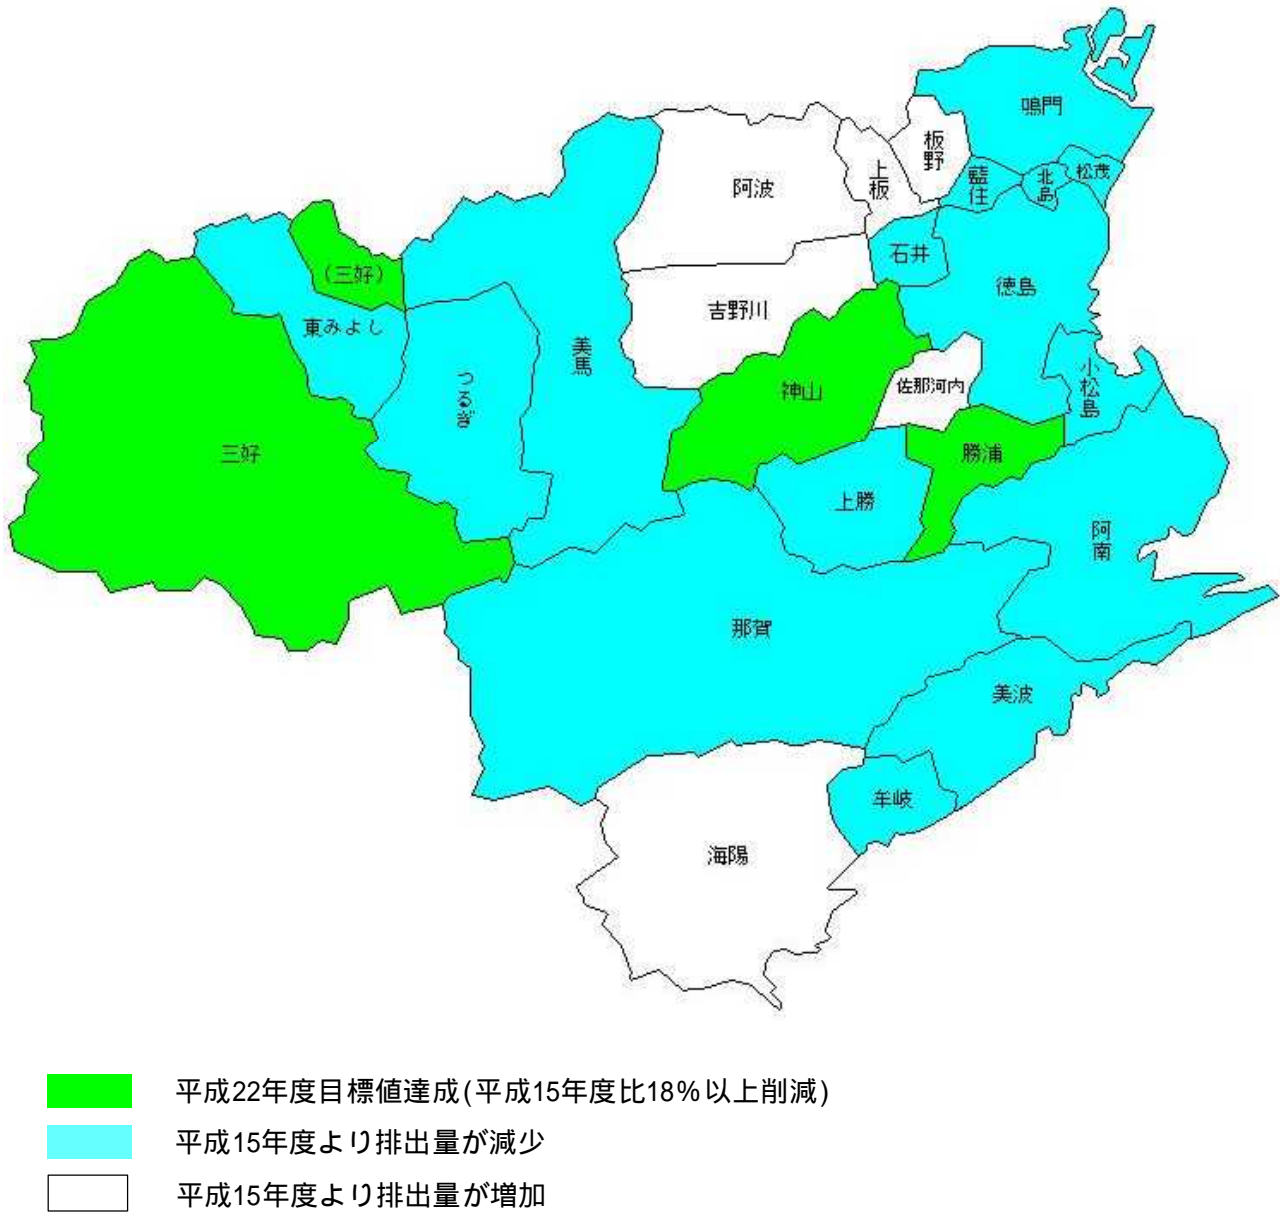 鳴門
板野
上板
阿波
藍住
北島
松茂
石井
(三好)
徳島
吉野川
東みよし
美馬
つるぎ
神山
佐那河内
小松島
三好
勝浦
上勝
阿南
那賀
美波
牟岐
海陽
平成22年度目標値達成(平成15年度比18%以上削減)
平成15年度より排出量が減少
平成15年度より排出量が増加